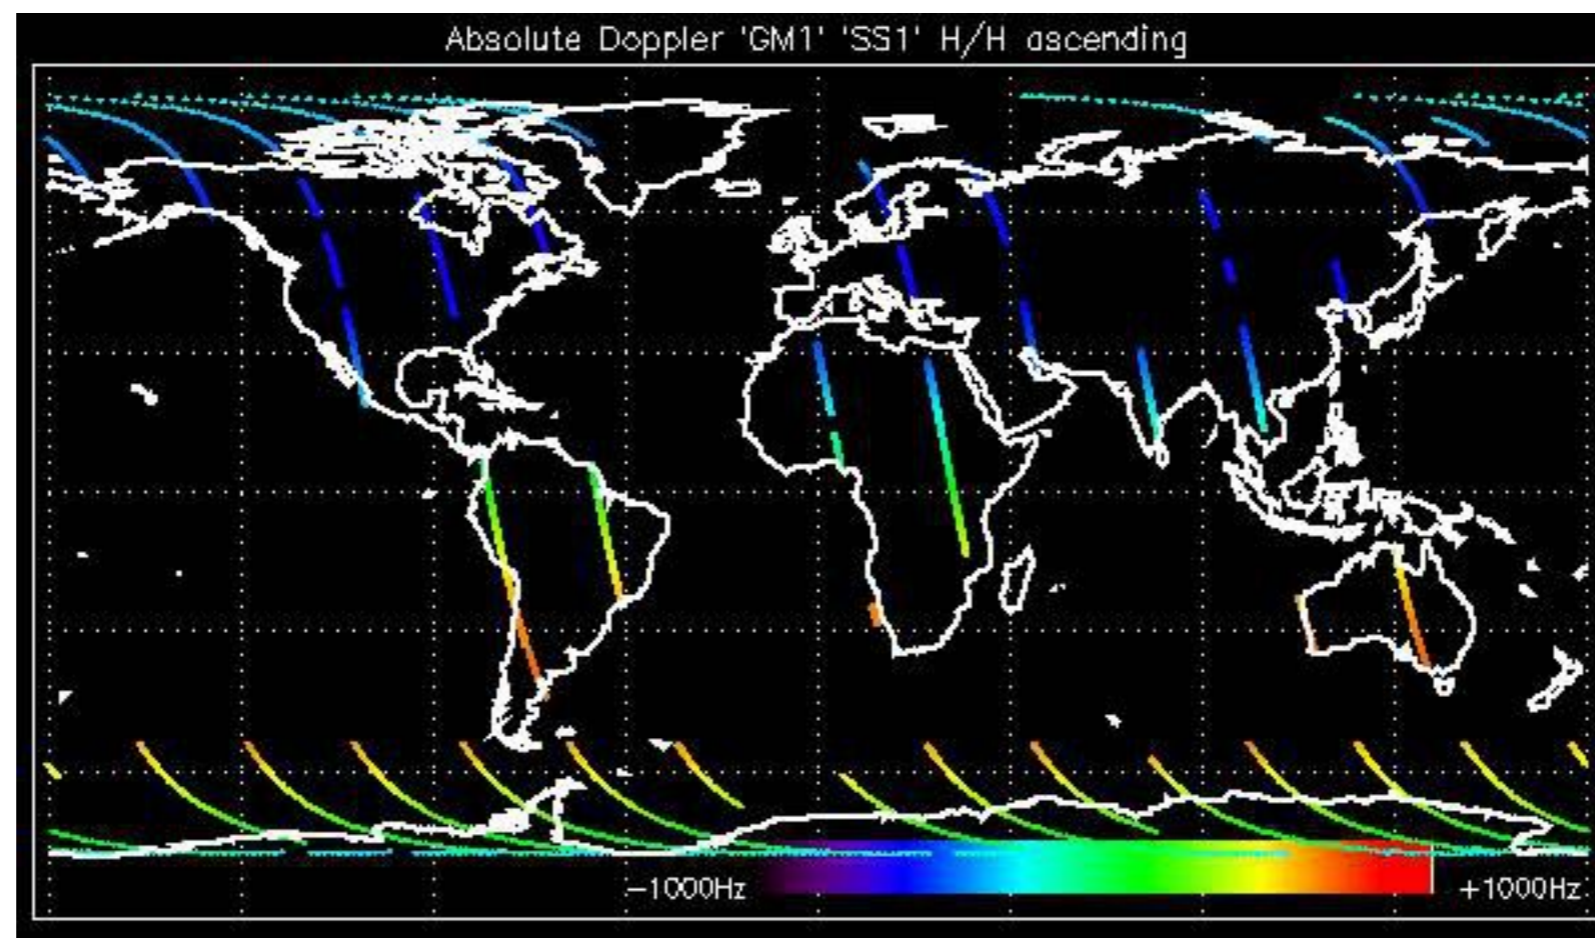 Absolute Doppler 'GM1' 'SS1' H/H ascending
−1000Hz +1000Hz